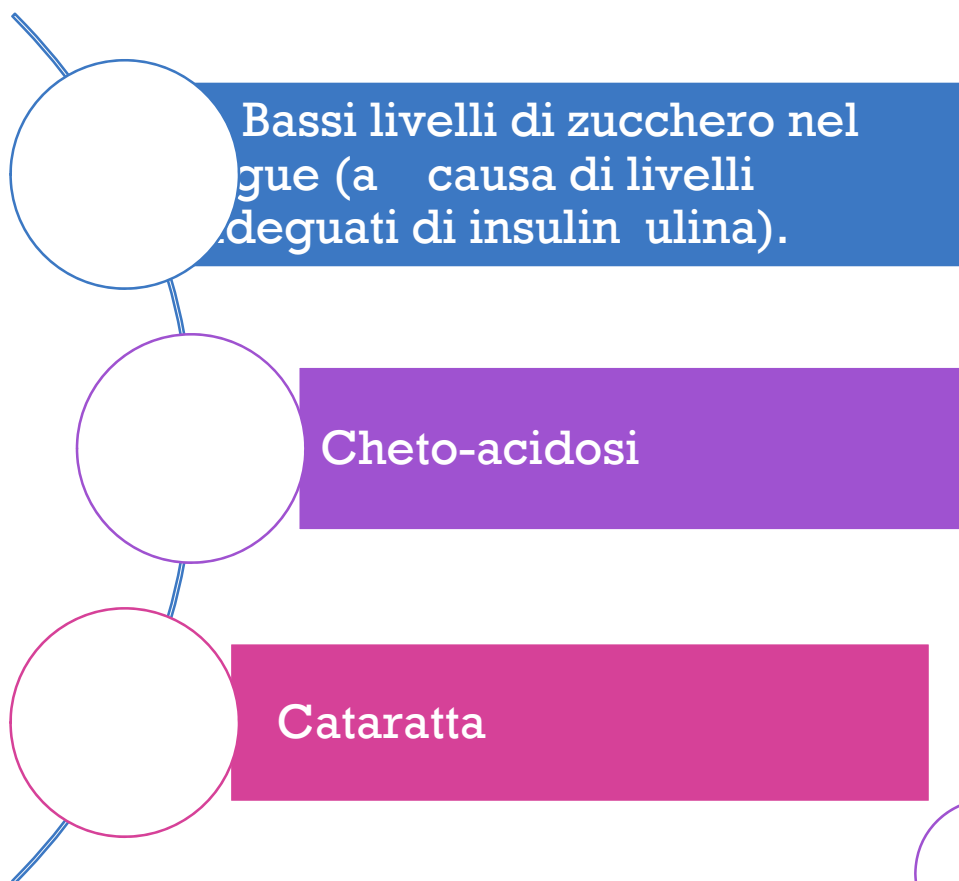 Bassi livelli di zucchero nel
gue (a causa di livelli
deguati di insulin ulina).
Cheto-acidosi
Cataratta